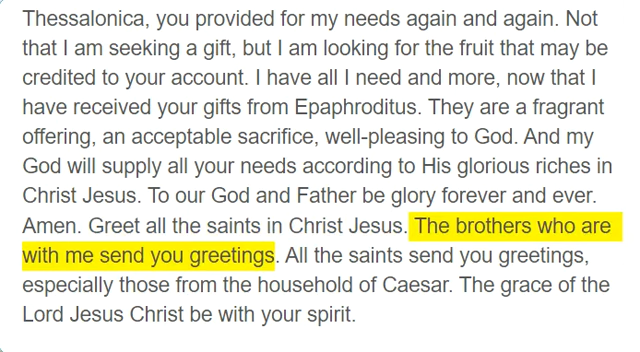 Thessalonica, you provided for my needs again and again. Not
that I am seeking a gift, but I am looking for the fruit that may be
credited to your account. I have all I need and more, now that I
have received your gifts from Epaphroditus. They are a fragrant
offering, an acceptable sacrifice, well-pleasing to God. And my
God will supply all your needs according to His glorious riches in
Christ Jesus. To our God and Father be glory forever and ever.
Amen. Greet all the saints in Christ Jesus. The brothers who are
with me send you greetings. All the saints send you greetings,
especially those from the household of Caesar. The grace of the
Lord Jesus Christ be with your spirit.